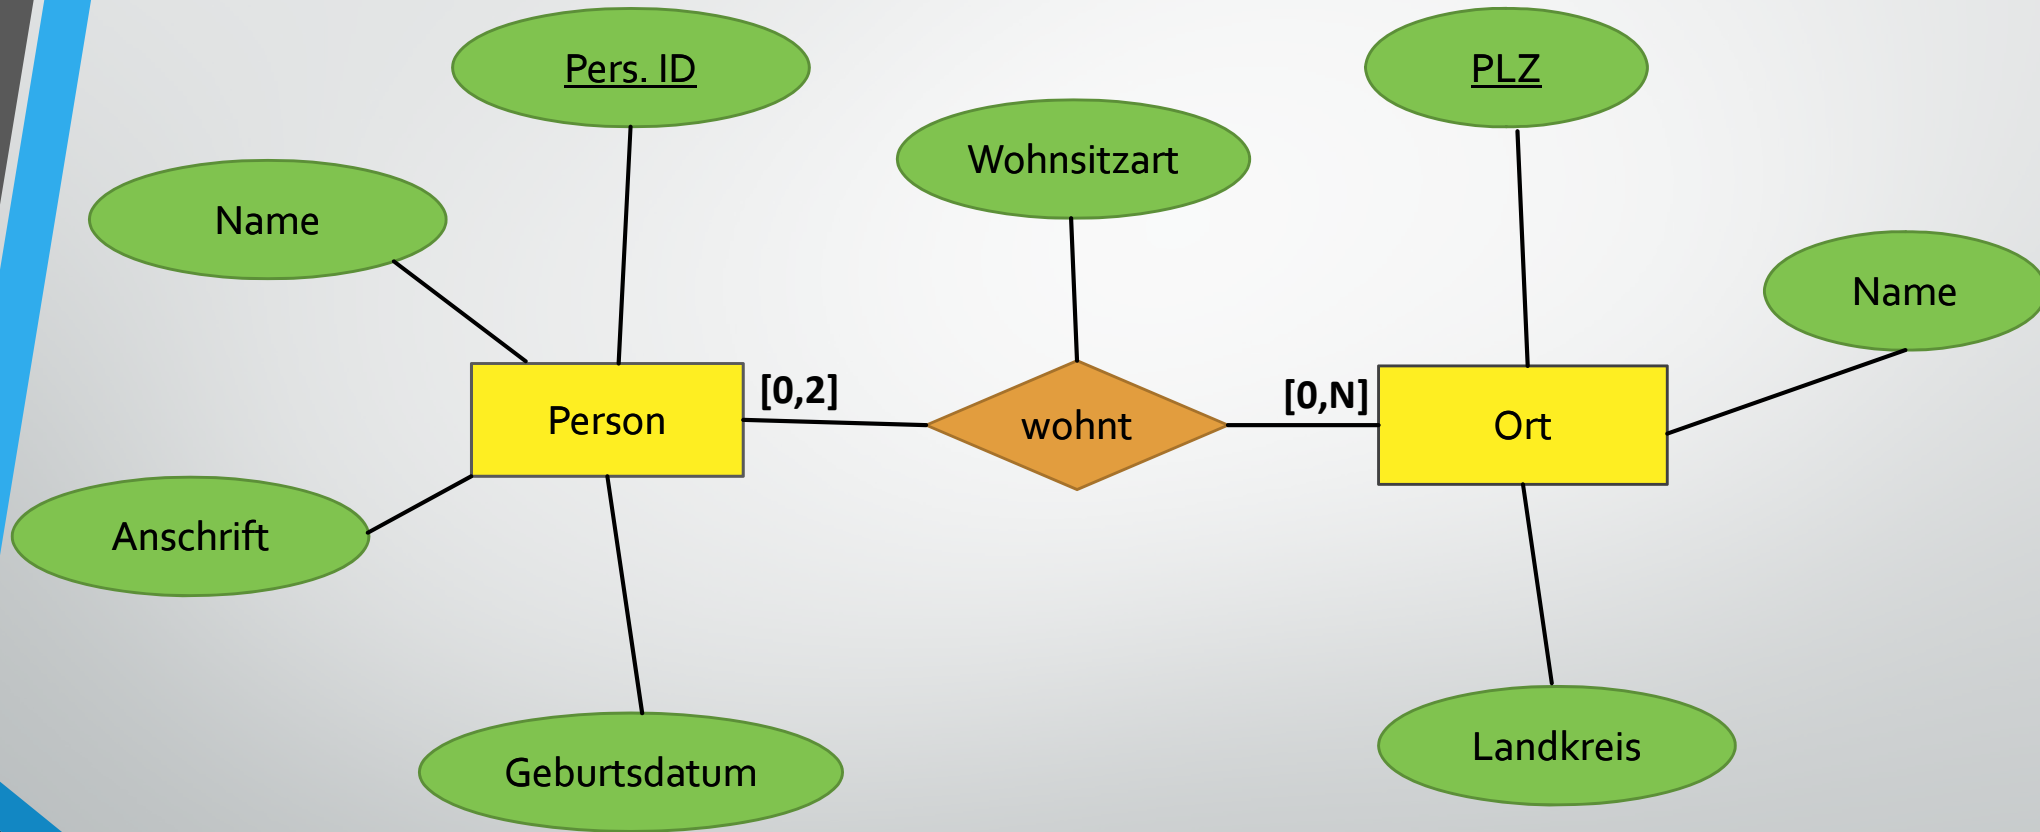 Pers. ID
PLZ
Wohnsitzart
Name
Name
[0,2]
[0,N]
Person
wohnt
Ort
Anschrift
Landkreis
Geburtsdatum